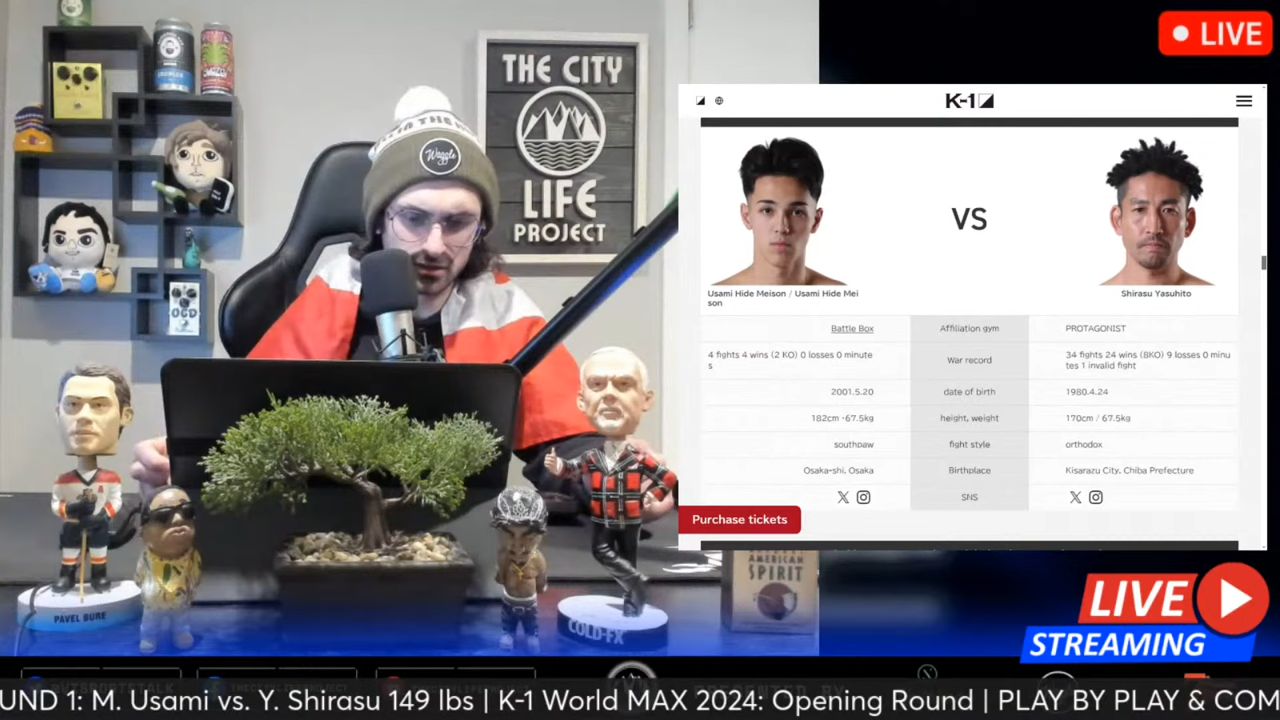 LIVE
THE CITY
LIFE
PROJECT
Waggle
OCD
K-1
VS
Usami Hide Meison / Usami Hide Mei
son
Shirasu Yasuhito
Battle Box
Affiliation gym
PROTAGONIST
4 fights 4 wins (2 KO) 0 losses 0 minute
s
War record
34 fights 24 wins (8KO) 9 losses 0 minu
tes 1 invalid fight
2001.5.20
date of birth
1980.4.24
182cm ·67.5kg
height, weight
170cm / 67.5kg
southpaw
fight style
orthodox
Osaka-shi, Osaka
Birthplace
Kisarazu City, Chiba Prefecture
SNS
Purchase tickets
AMERICAN
SPIRIT
PAVEL BURE
COLD-FX
LIVE
STREAMING
UND 1: M. Usami vs. Y. Shirasu 149 lbs | K-1 World MAX 2024: Opening Round | PLAY BY PLAY & COM